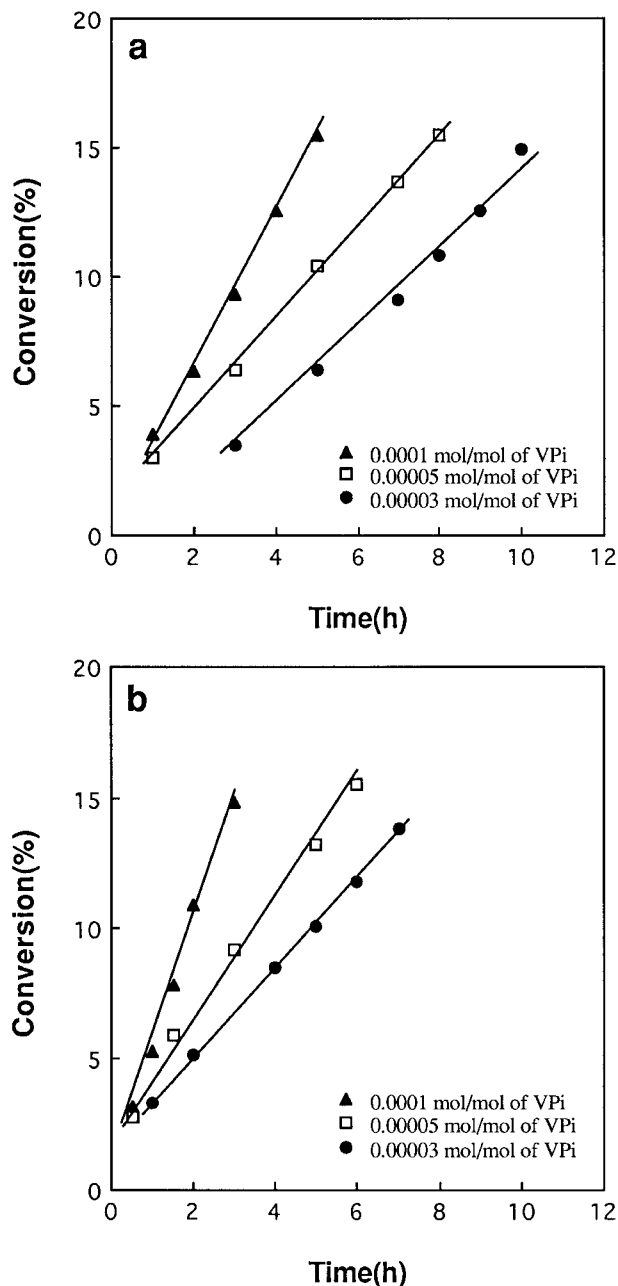 a
20
15
10
5
0
Conversion(%)
▲ 0.0001 mol/mol of VPi
□ 0.00005 mol/mol of VPi
● 0.00003 mol/mol of VPi
0 2 4 6 8 10 12
Time(h)
b
20
15
10
5
0
Conversion(%)
▲ 0.0001 mol/mol of VPi
□ 0.00005 mol/mol of VPi
● 0.00003 mol/mol of VPi
0 2 4 6 8 10 12
Time(h)